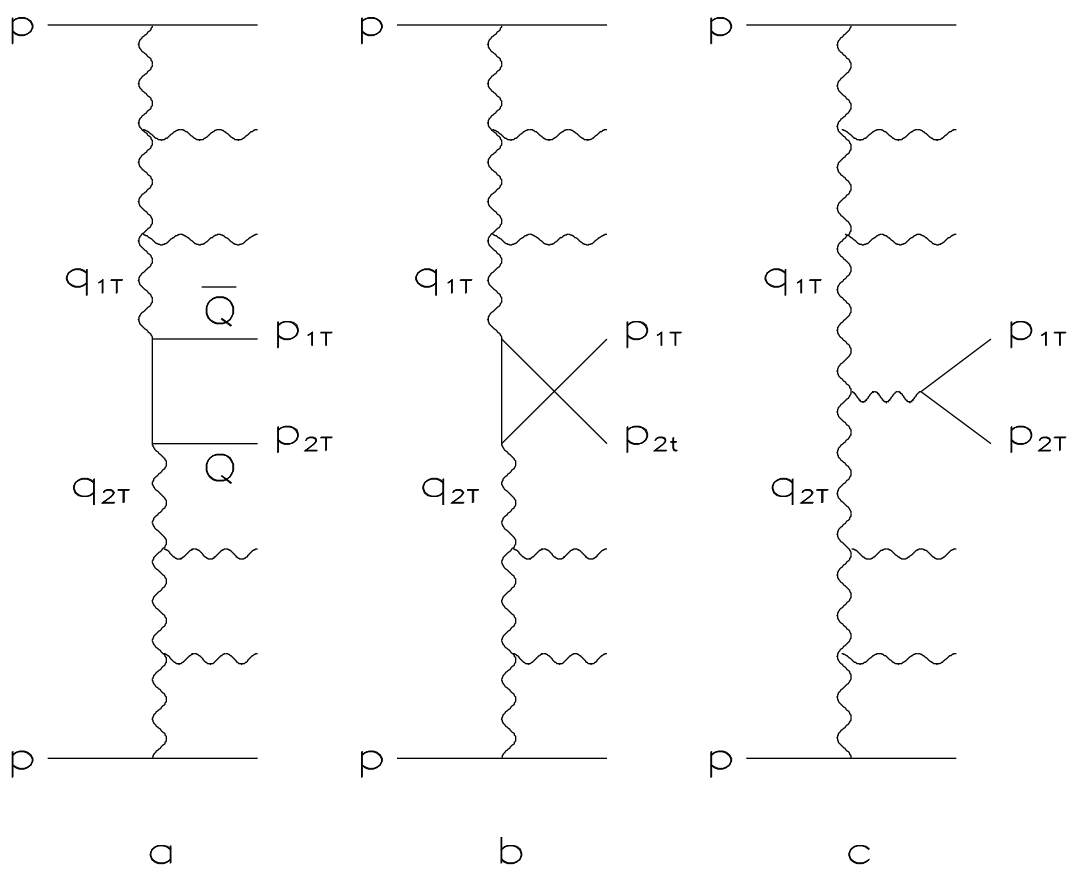 p p p
q1T q1T q1T
Q̅
p1T p1T p1T
p2T p2t p2T
Q
q2T q2T q2T
p p p
a b c